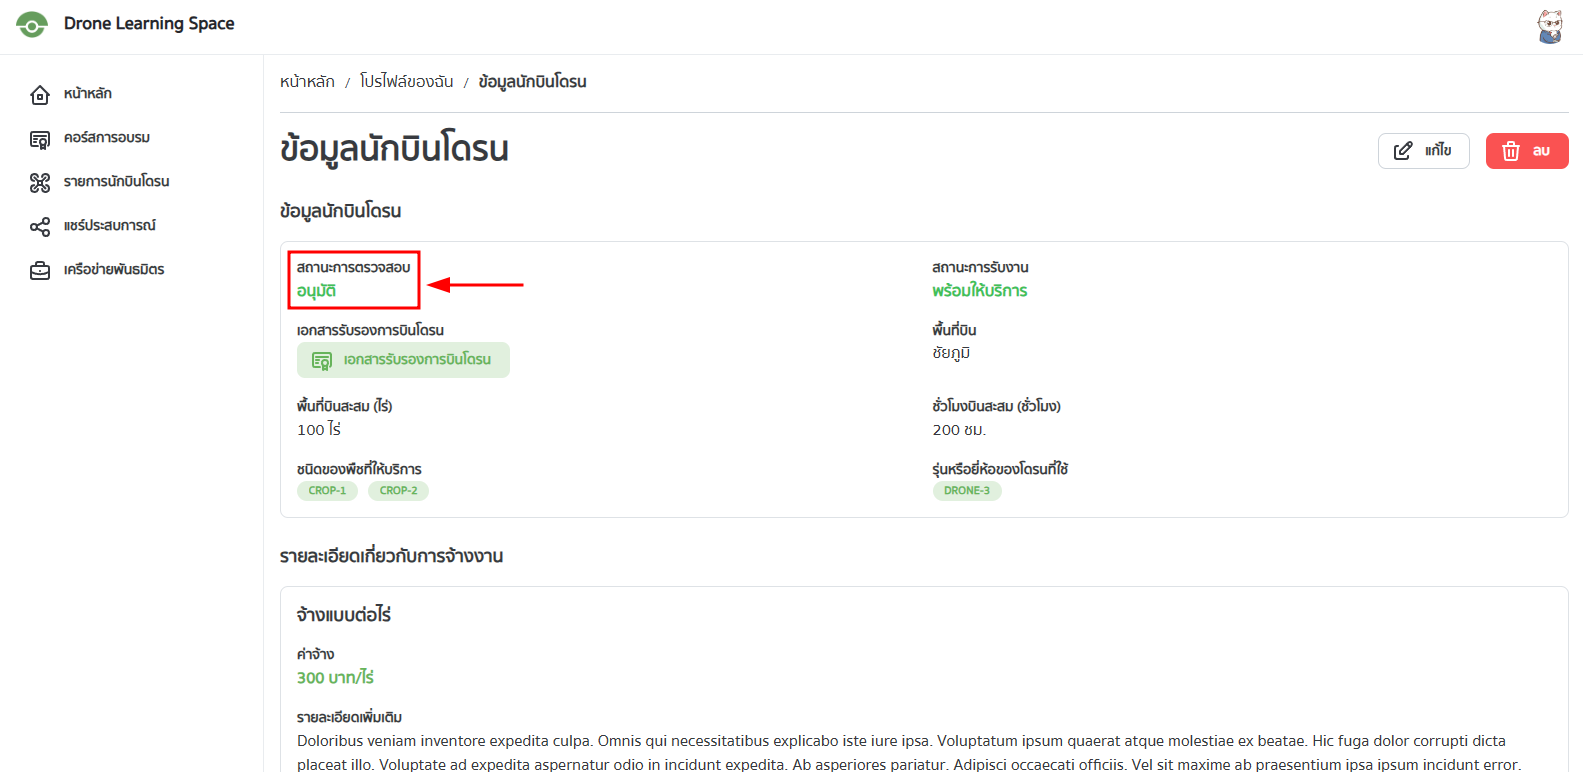 Drone Learning Space
หน้าหลัก
คอร์สการอบรม
รายการนักบินโดรน
แชร์ประสบการณ์
เครือข่ายพันธมิตร
หน้าหลัก / โปรไฟล์ของฉัน / ข้อมูลนักบินโดรน
ข้อมูลนักบินโดรน
แก้ไข
ลบ
ข้อมูลนักบินโดรน
สถานะการตรวจสอบ
อนุมัติ
สถานะการรับงาน
พร้อมให้บริการ
เอกสารรับรองการบินโดรน
เอกสารรับรองการบินโดรน
พื้นที่บิน
ชัยภูมิ
พื้นที่บินสะสม (ไร่)
100 ไร่
ชั่วโมงบินสะสม (ชั่วโมง)
200 ชม.
ชนิดของพืชที่ให้บริการ
CROP-1 CROP-2
รุ่นหรือยี่ห้อของโดรนที่ใช้
DRONE-3
รายละเอียดเกี่ยวกับการจ้างงาน
จ้างแบบต่อไร่
ค่าจ้าง
300 บาท/ไร่
รายละเอียดเพิ่มเติม
Doloribus veniam inventore expedita culpa. Omnis qui necessitatibus explicabo iste iure ipsa. Voluptatum ipsum quaerat atque molestiae ex beatae. Hic fuga dolor corrupti dicta
placeat illo. Voluptate ad expedita aspernatur odio in incidunt expedita. Ab asperiores pariatur. Adipisci occaecati officiis. Vel sit maxime ab praesentium ipsa ipsum incidunt error.